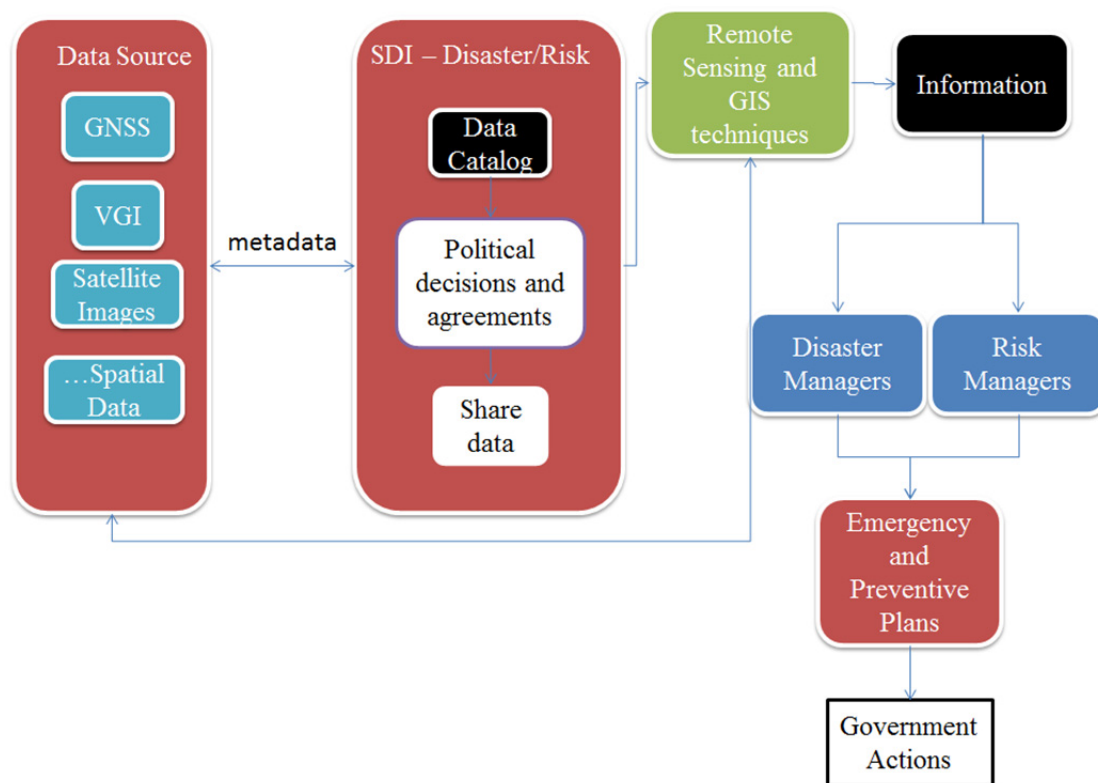 Data Source
GNSS
VGI
Satellite
Images
...Spatial
Data
metadata
SDI – Disaster/Risk
Data
Catalog
Political
decisions and
agreements
Share
data
Remote
Sensing and
GIS
techniques
Information
Disaster
Managers
Risk
Managers
Emergency
and
Preventive
Plans
Government
Actions